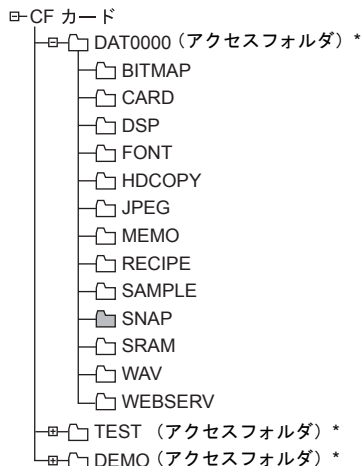 CF カード
DAT0000（アクセスフォルダ）*
BITMAP
CARD
DSP
FONT
HDCOPY
JPEG
MEMO
RECIPE
SAMPLE
SNAP
SRAM
WAV
WEBSERV
TEST （アクセスフォルダ）*
DEMO（アクセスフォルダ）*